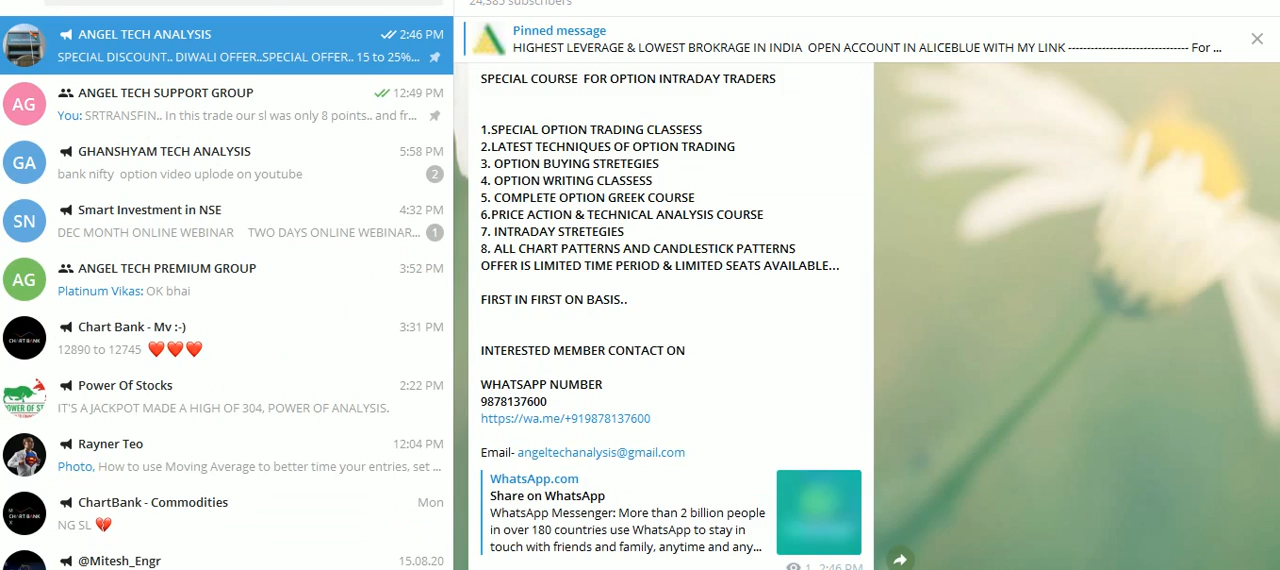 24,385 subscribers
ANGEL TECH ANALYSIS 2:46 PM
SPECIAL DISCOUNT.. DIWALI OFFER..SPECIAL OFFER.. 15 to 25%...
AG ANGEL TECH SUPPORT GROUP 12:49 PM
You: SRTRANSFIN.. In this trade our sl was only 8 points.. and fr...
GA GHANSHYAM TECH ANALYSIS 5:58 PM
bank nifty option video uplode on youtube 2
SN Smart Investment in NSE 4:32 PM
DEC MONTH ONLINE WEBINAR TWO DAYS ONLINE WEBINAR... 1
AG ANGEL TECH PREMIUM GROUP 3:52 PM
Platinum Vikas: OK bhai
CHART BANK Chart Bank - Mv :-) 3:31 PM
12890 to 12745 ❤️❤️❤️
Power Of Stocks 2:22 PM
IT'S A JACKPOT MADE A HIGH OF 304, POWER OF ANALYSIS.
Rayner Teo 12:04 PM
Photo, How to use Moving Average to better time your entries, set ...
ChartBank - Commodities Mon
NG SL 💔
@Mitesh_Engr 15.08.20
Pinned message
HIGHEST LEVERAGE & LOWEST BROKRAGE IN INDIA OPEN ACCOUNT IN ALICEBLUE WITH MY LINK ------------------------------ For ...
SPECIAL COURSE FOR OPTION INTRADAY TRADERS
1.SPECIAL OPTION TRADING CLASSESS
2.LATEST TECHNIQUES OF OPTION TRADING
3. OPTION BUYING STRETEGIES
4. OPTION WRITING CLASSESS
5. COMPLETE OPTION GREEK COURSE
6.PRICE ACTION & TECHNICAL ANALYSIS COURSE
7. INTRADAY STRETEGIES
8. ALL CHART PATTERNS AND CANDLESTICK PATTERNS
OFFER IS LIMITED TIME PERIOD & LIMITED SEATS AVAILABLE...
FIRST IN FIRST ON BASIS..
INTERESTED MEMBER CONTACT ON
WHATSAPP NUMBER
9878137600
https://wa.me/+919878137600
Email- angeltechanalysis@gmail.com
WhatsApp.com
Share on WhatsApp
WhatsApp Messenger: More than 2 billion people
in over 180 countries use WhatsApp to stay in
touch with friends and family, anytime and any...
1 2:46 PM